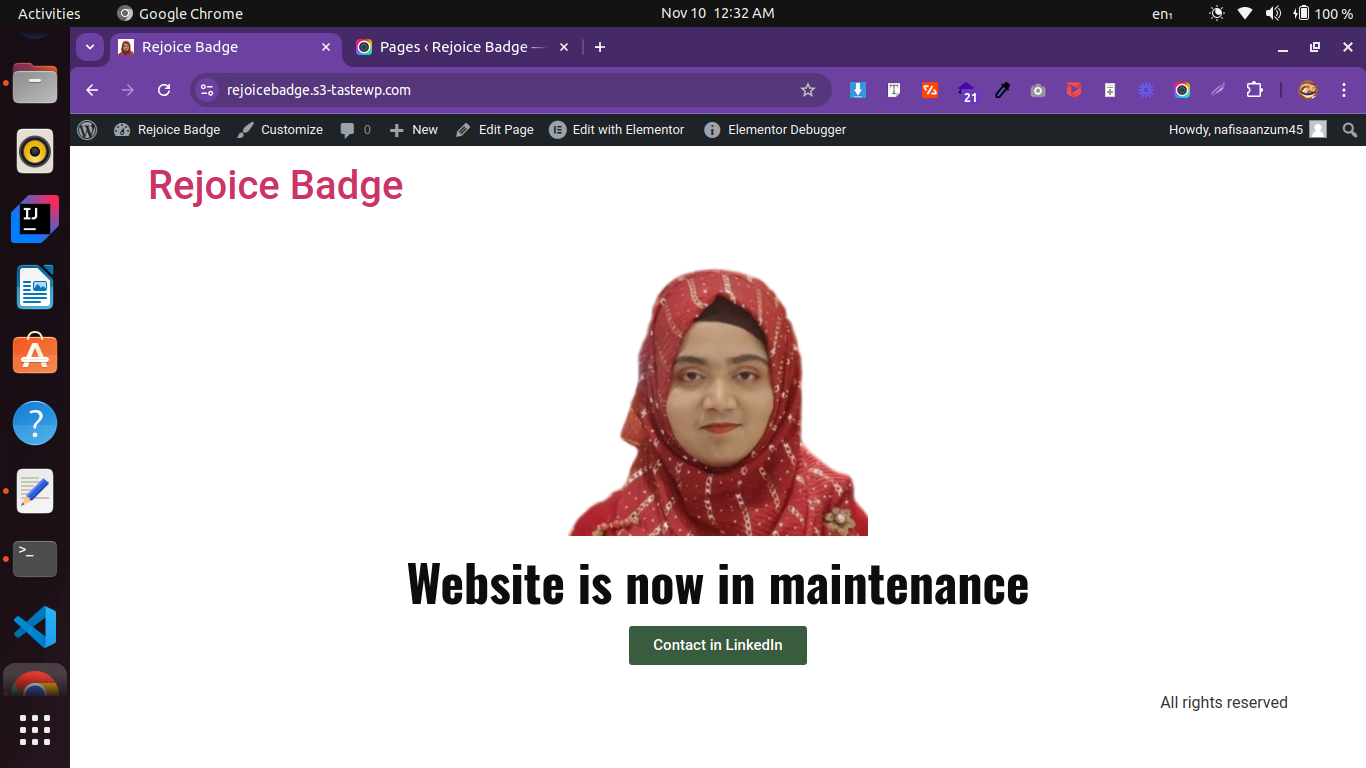 Activities
Google Chrome
Nov 10 12:32 AM
en₁
100 %
Rejoice Badge
Pages ‹ Rejoice Badge —
rejoicebadge.s3-tastewp.com
21
Rejoice Badge
Customize
0
New
Edit Page
Edit with Elementor
Elementor Debugger
Howdy, nafisaanzum45
Rejoice Badge
IJ
>_
Website is now in maintenance
Contact in LinkedIn
All rights reserved